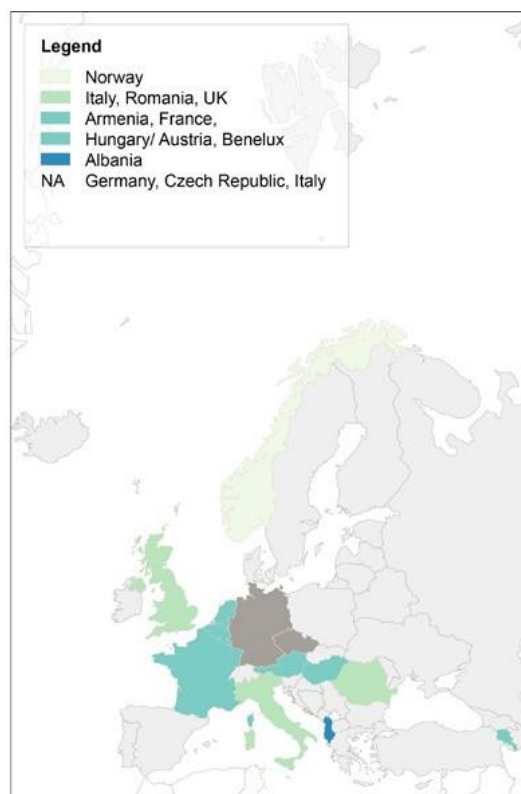 Legend
Norway
Italy, Romania, UK
Armenia, France,
Hungary/ Austria, Benelux
Albania
NA Germany, Czech Republic, Italy